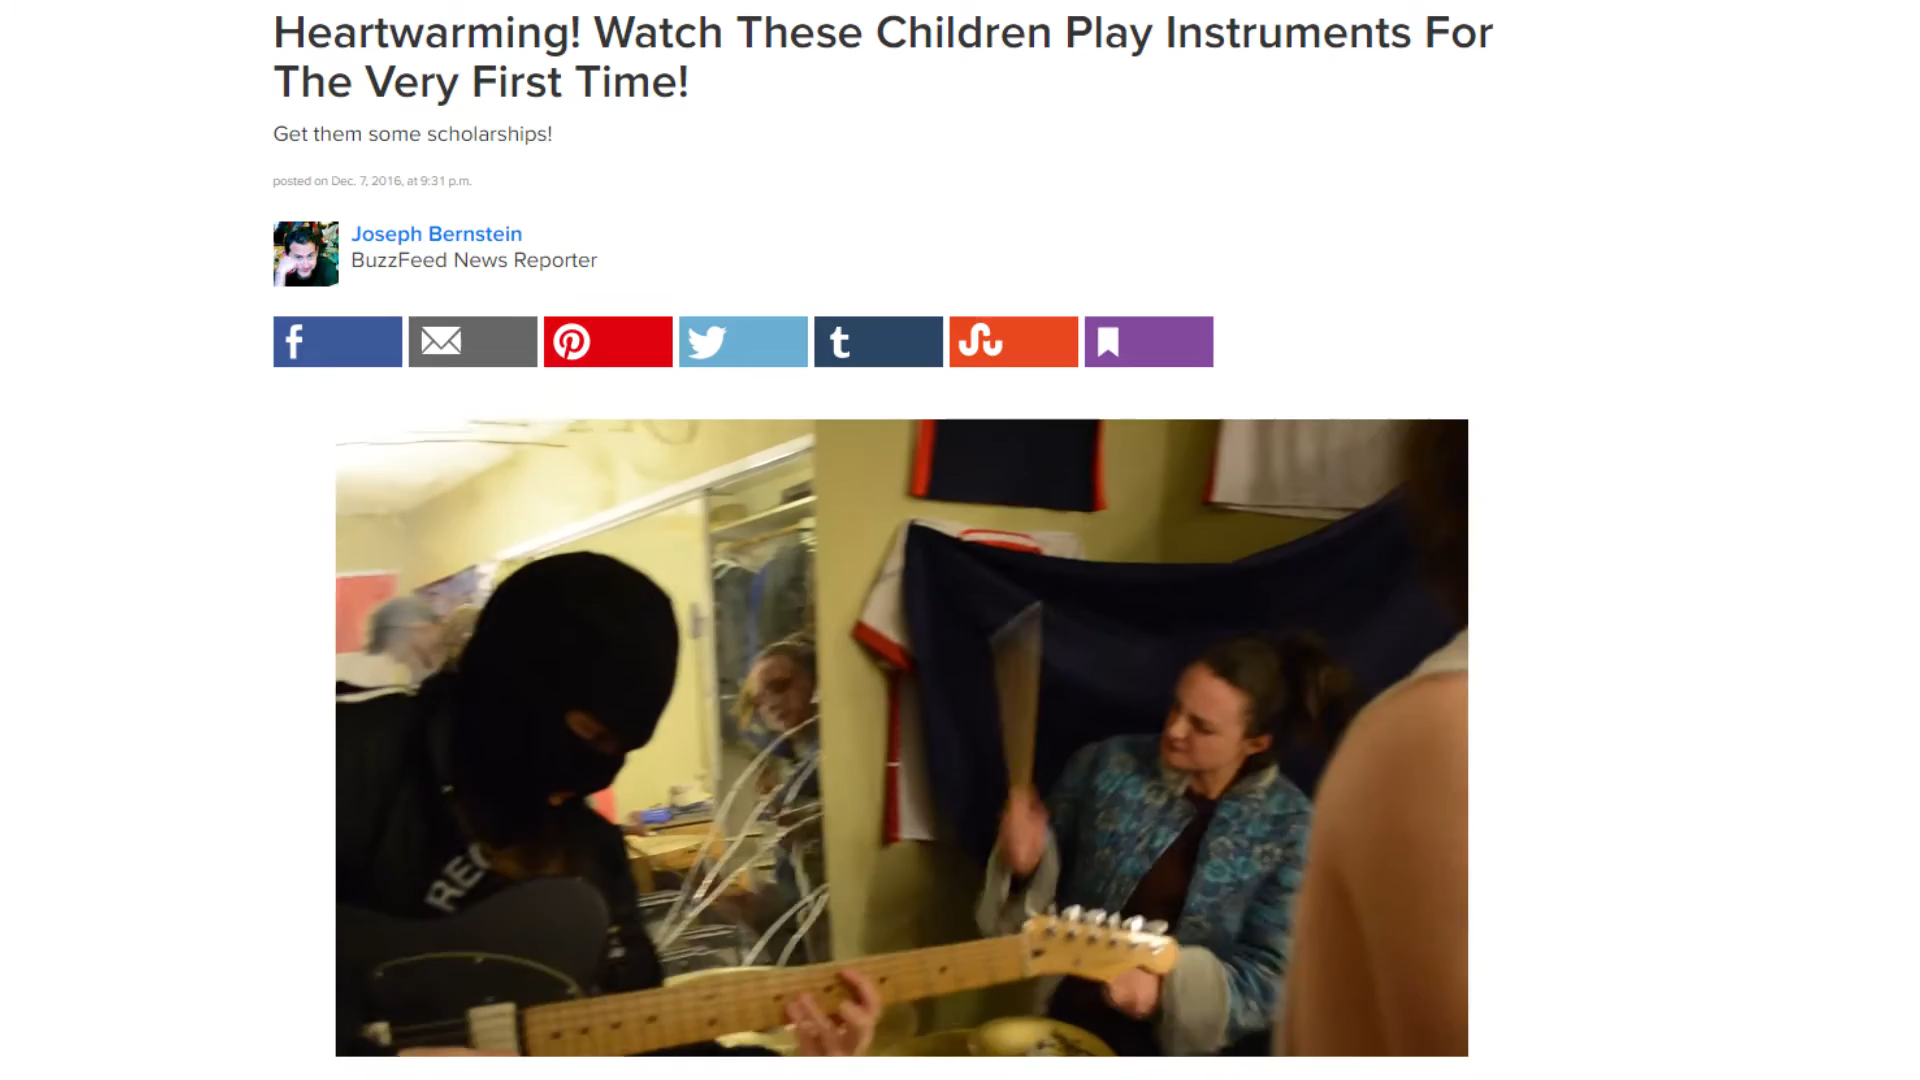 Heartwarming! Watch These Children Play Instruments For
The Very First Time!
Get them some scholarships!
posted on Dec. 7, 2016, at 9:31 p.m.
Joseph Bernstein
BuzzFeed News Reporter